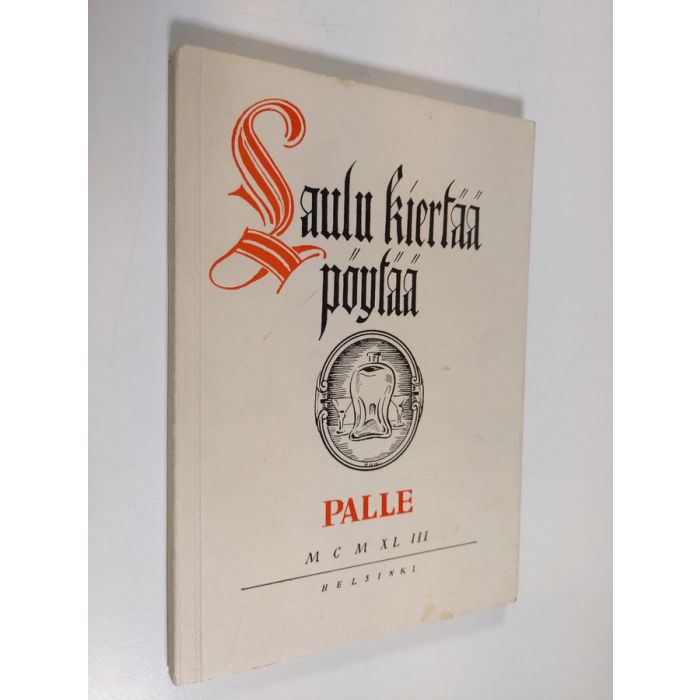 Laulu kiertää
pöytää
PALLE
M C M XL III
HELSINKI